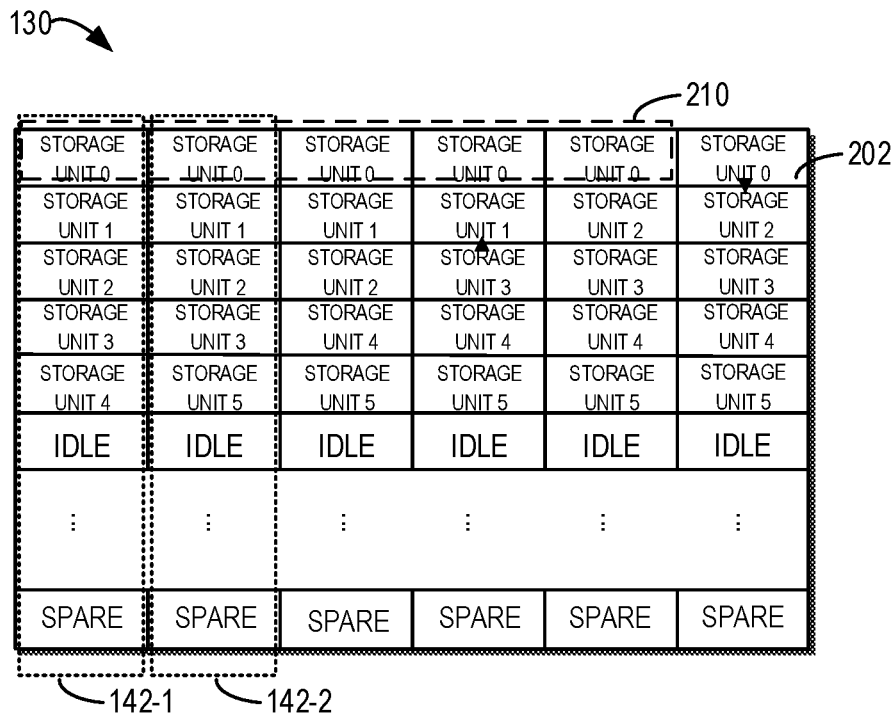 130
210
STORAGE STORAGE STORAGE STORAGE STORAGE STORAGE
UNIT 0 UNIT 0 UNIT 0 UNIT 0 UNIT 0 UNIT 0
202
STORAGE STORAGE STORAGE STORAGE STORAGE STORAGE
UNIT 1 UNIT 1 UNIT 1 UNIT 1 UNIT 2 UNIT 2
STORAGE STORAGE STORAGE STORAGE STORAGE STORAGE
UNIT 2 UNIT 2 UNIT 2 UNIT 3 UNIT 3 UNIT 3
STORAGE STORAGE STORAGE STORAGE STORAGE STORAGE
UNIT 3 UNIT 3 UNIT 4 UNIT 4 UNIT 4 UNIT 4
STORAGE STORAGE STORAGE STORAGE STORAGE STORAGE
UNIT 4 UNIT 5 UNIT 5 UNIT 5 UNIT 5 UNIT 5
IDLE IDLE IDLE IDLE IDLE IDLE
⋮ ⋮ ⋮ ⋮ ⋮ ⋮
SPARE SPARE SPARE SPARE SPARE SPARE
142-1 142-2